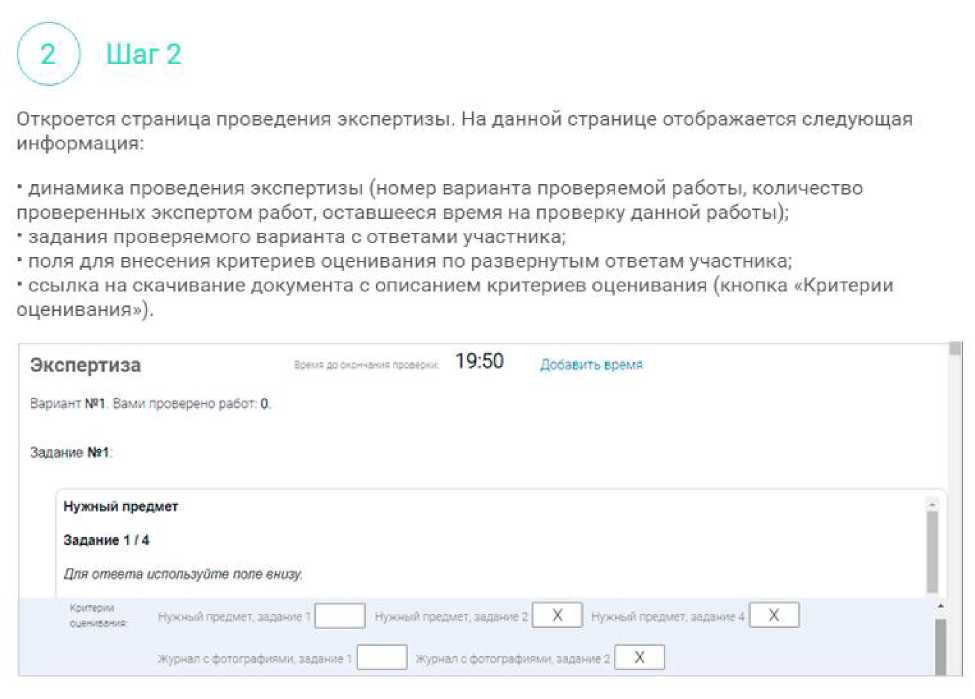 2 Шаг 2
Откроется страница проведения экспертизы. На данной странице отображается следующая
информация:
• динамика проведения экспертизы (номер варианта проверяемой работы, количество
проверенных экспертом работ, оставшееся время на проверку данной работы);
• задания проверяемого варианта с ответами участника;
• поля для внесения критериев оценивания по развернутым ответам участника;
• ссылка на скачивание документа с описанием критериев оценивания (кнопка «Критерии
оценивания»).
Экспертиза Время до окончания проверки: 19:50 Добавить время
Вариант №1. Вами проверено работ: 0.
Задание №1:
Нужный предмет
Задание 1 / 4
Для ответа используйте поле внизу.
Критерии
оценивания:
Нужный предмет, задание 1 Нужный предмет, задание 2 X Нужный предмет, задание 4 X
Журнал с фотографиями, задание 1 Журнал с фотографиями, задание 2 X